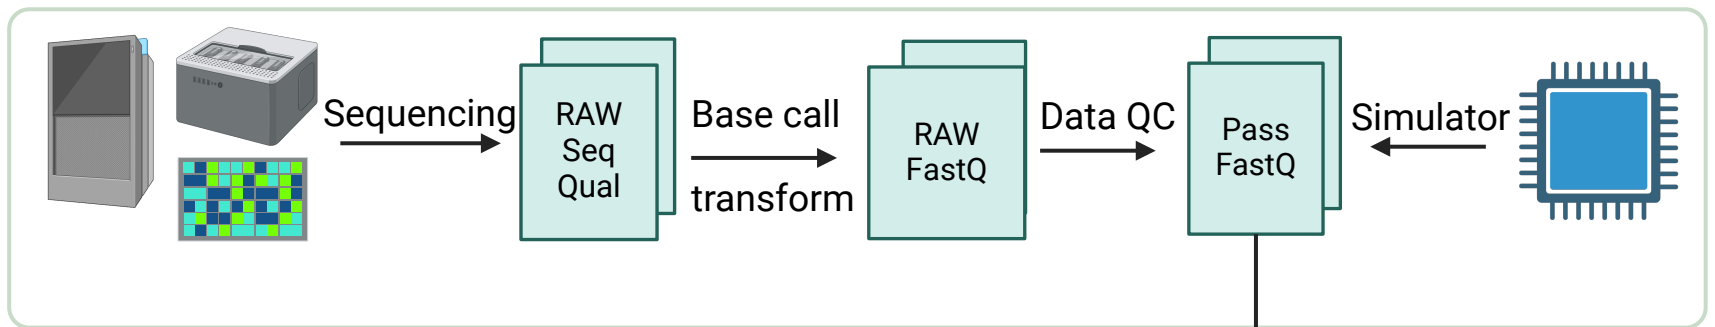 Sequencing
RAW
Seq
Qual
Base call
transform
RAW
FastQ
Data QC
Pass
FastQ
Simulator